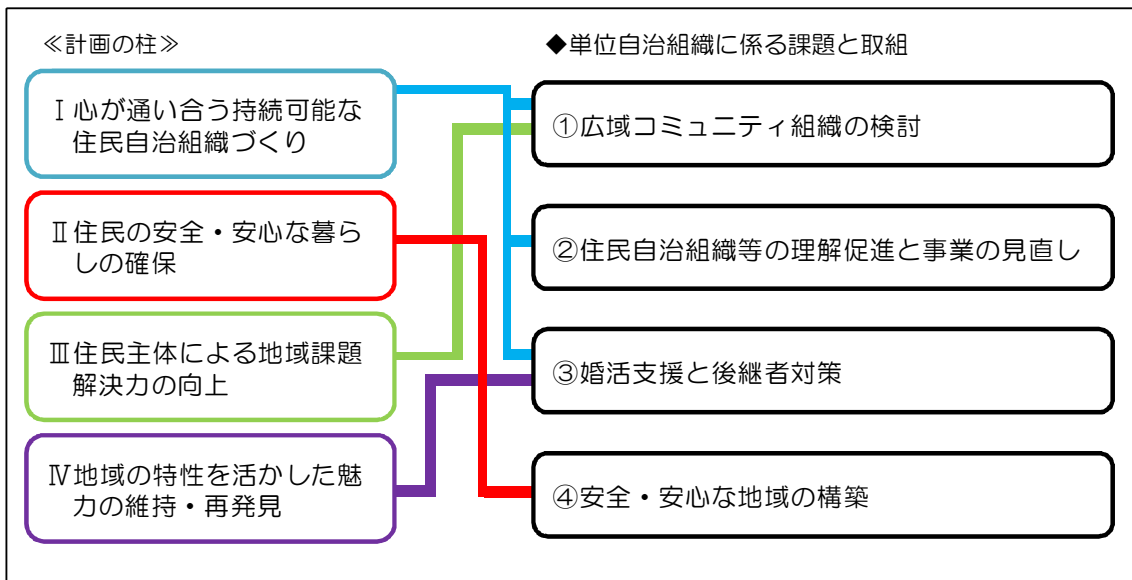 ≪計画の柱≫
Ⅰ心が通い合う持続可能な
住民自治組織づくり
Ⅱ住民の安全・安心な暮ら
しの確保
Ⅲ住民主体による地域課題
解決力の向上
Ⅳ地域の特性を活かした魅
力の維持・再発見
◆単位自治組織に係る課題と取組
①広域コミュニティ組織の検討
②住民自治組織等の理解促進と事業の見直し
③婚活支援と後継者対策
④安全・安心な地域の構築